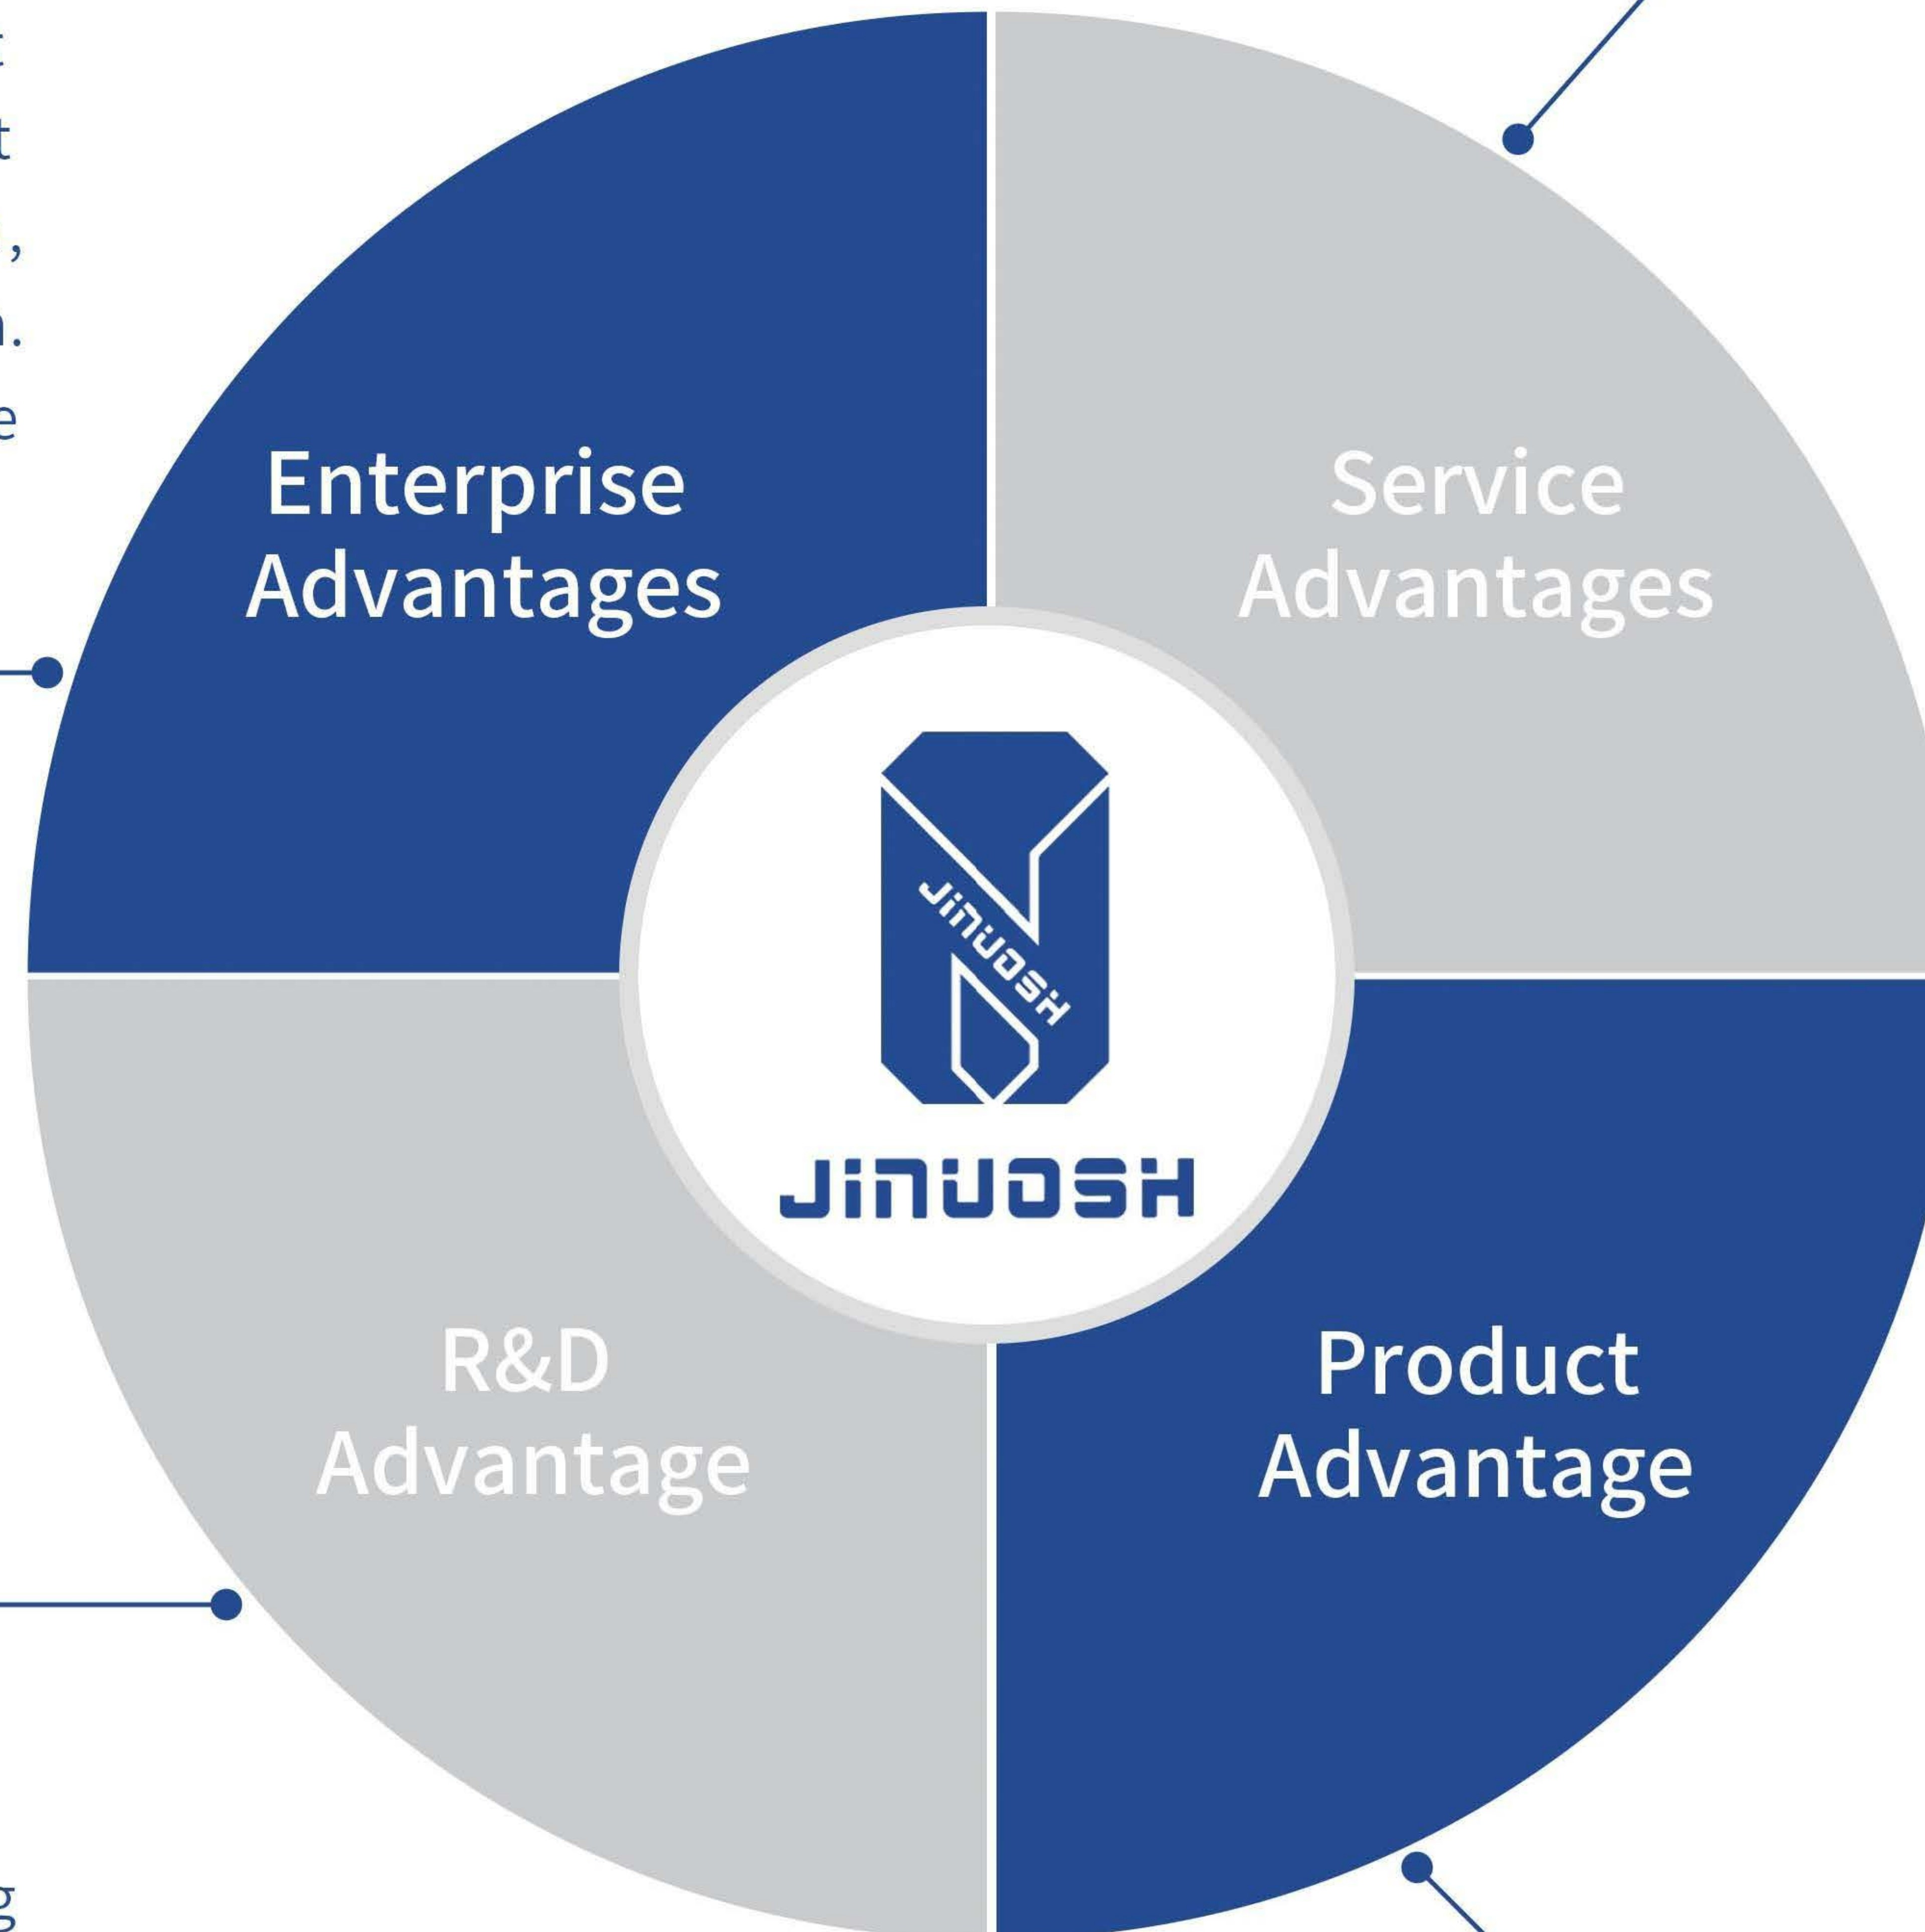 Enterprise
Advantages
Service
Advantages
JINUOSH
JINUOSH
R&D
Advantage
Product
Advantage